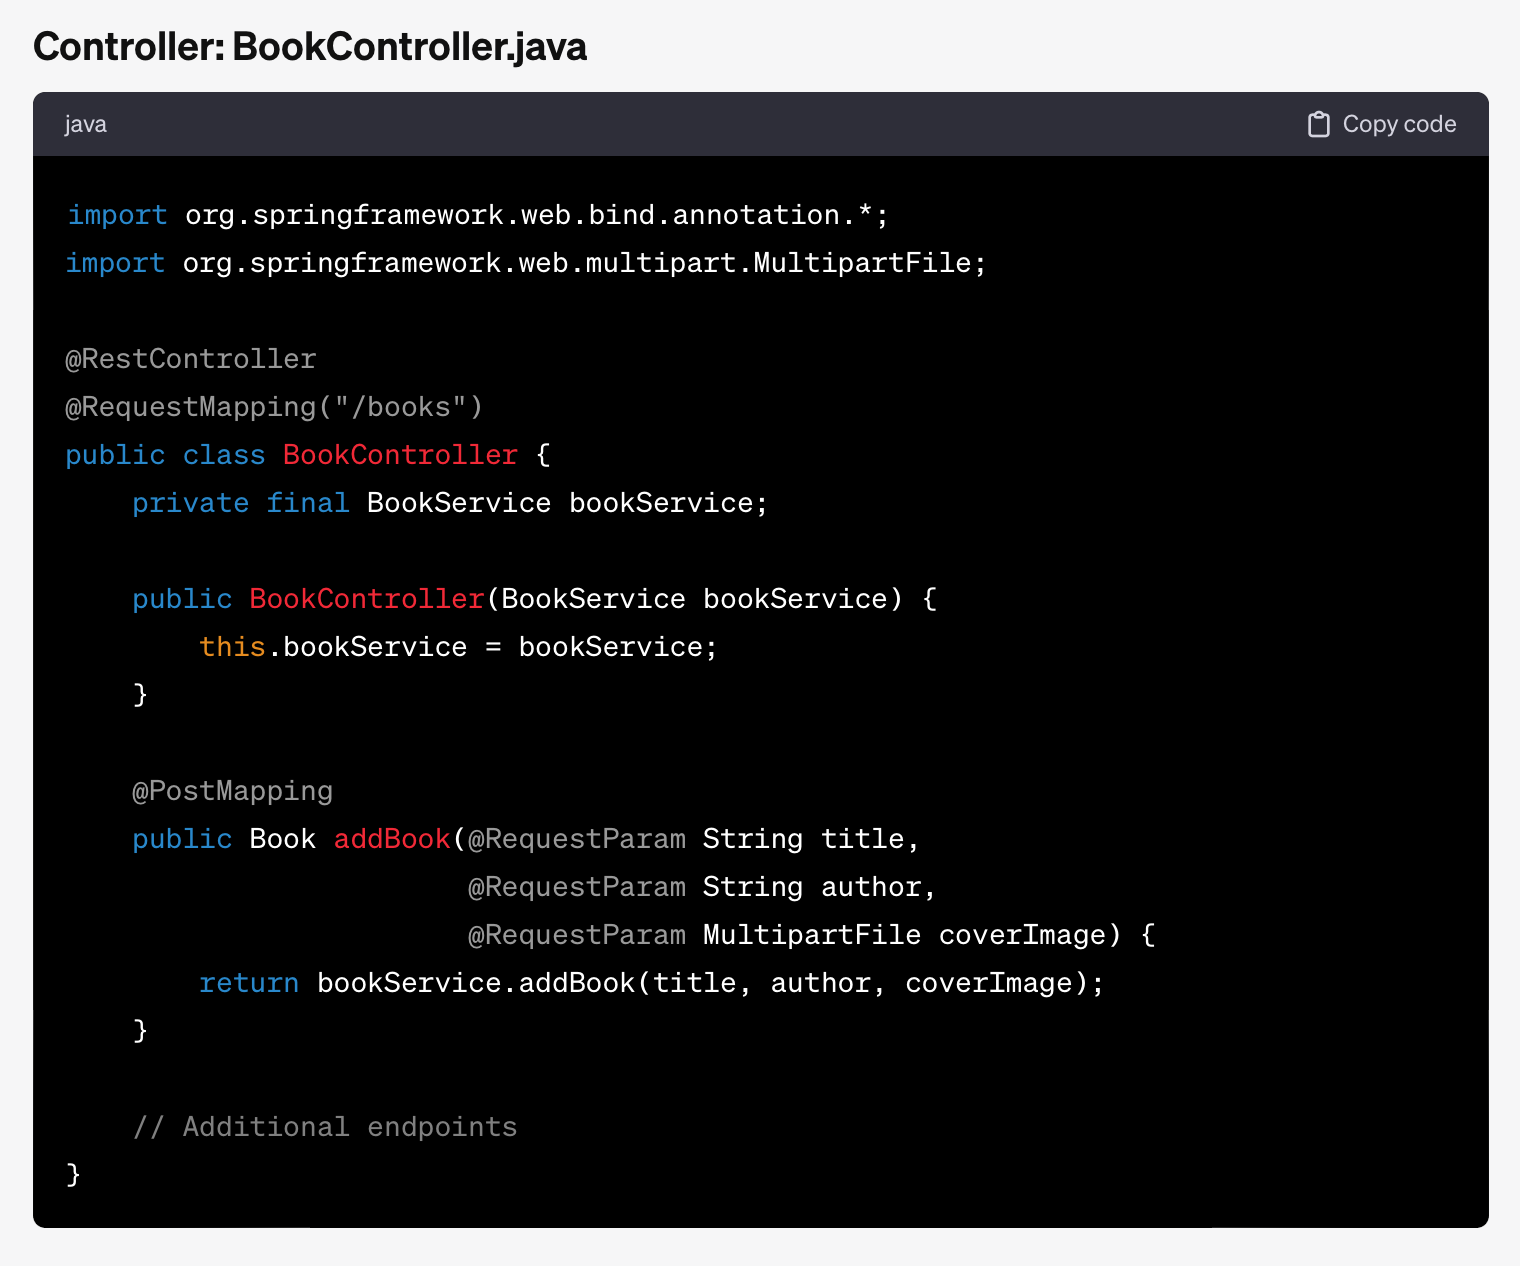 Controller: BookController.java
java
Copy code
import org.springframework.web.bind.annotation.*;
import org.springframework.web.multipart.MultipartFile;
@RestController
@RequestMapping("/books")
public class BookController {
    private final BookService bookService;
    public BookController(BookService bookService) {
        this.bookService = bookService;
    }
    @PostMapping
    public Book addBook(@RequestParam String title,
                        @RequestParam String author,
                        @RequestParam MultipartFile coverImage) {
        return bookService.addBook(title, author, coverImage);
    }
    // Additional endpoints
}